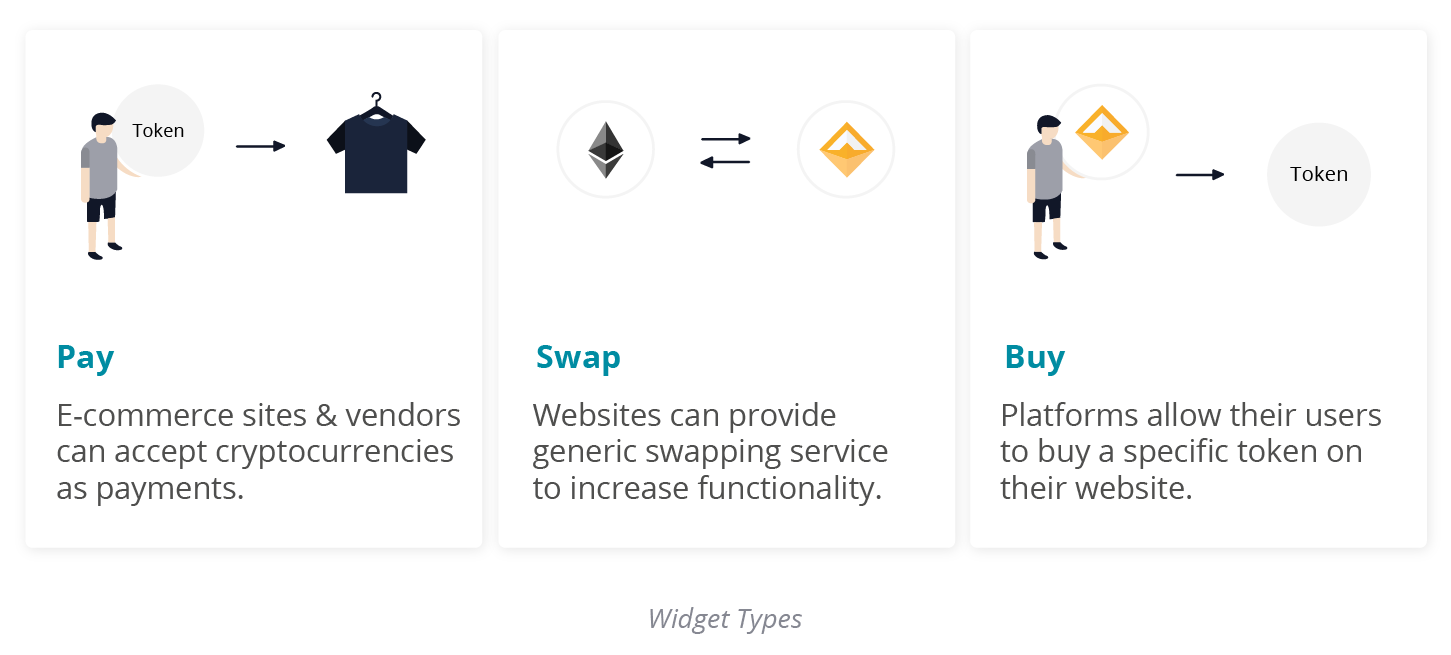 Token
Pay
E-commerce sites & vendors
can accept cryptocurrencies
as payments.
Swap
Websites can provide
generic swapping service
to increase functionality.
Token
Buy
Platforms allow their users
to buy a specific token on
their website.
Widget Types